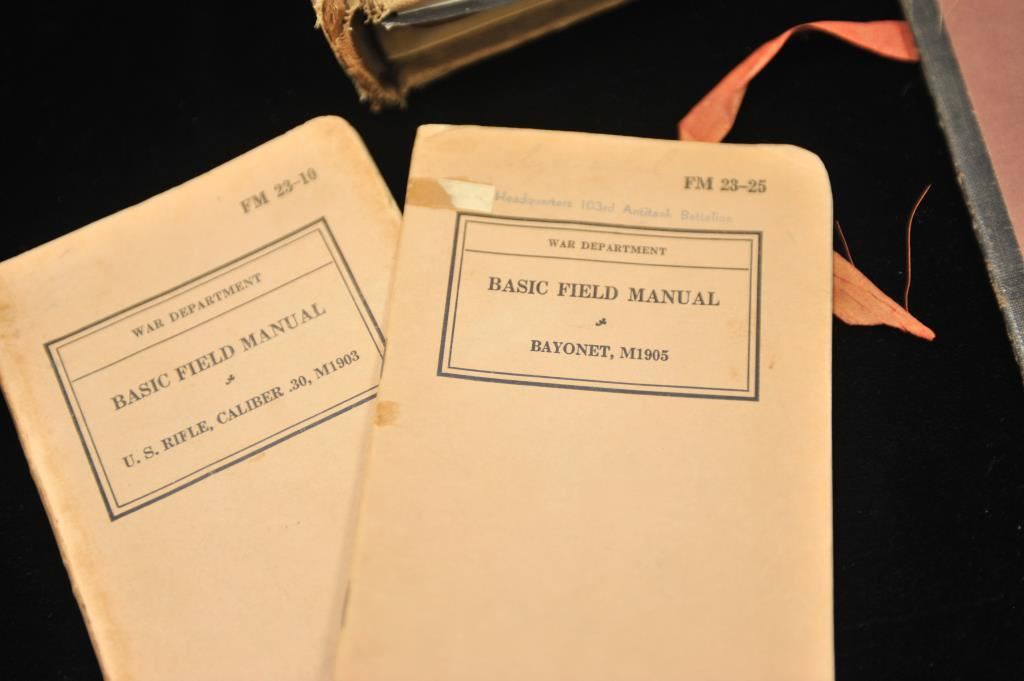 FM 23–10
WAR DEPARTMENT
BASIC FIELD MANUAL
U. S. RIFLE, CALIBER .30, M1903
FM 23–25
Headquarters 103rd Antitank Battalion
WAR DEPARTMENT
BASIC FIELD MANUAL
BAYONET, M1905